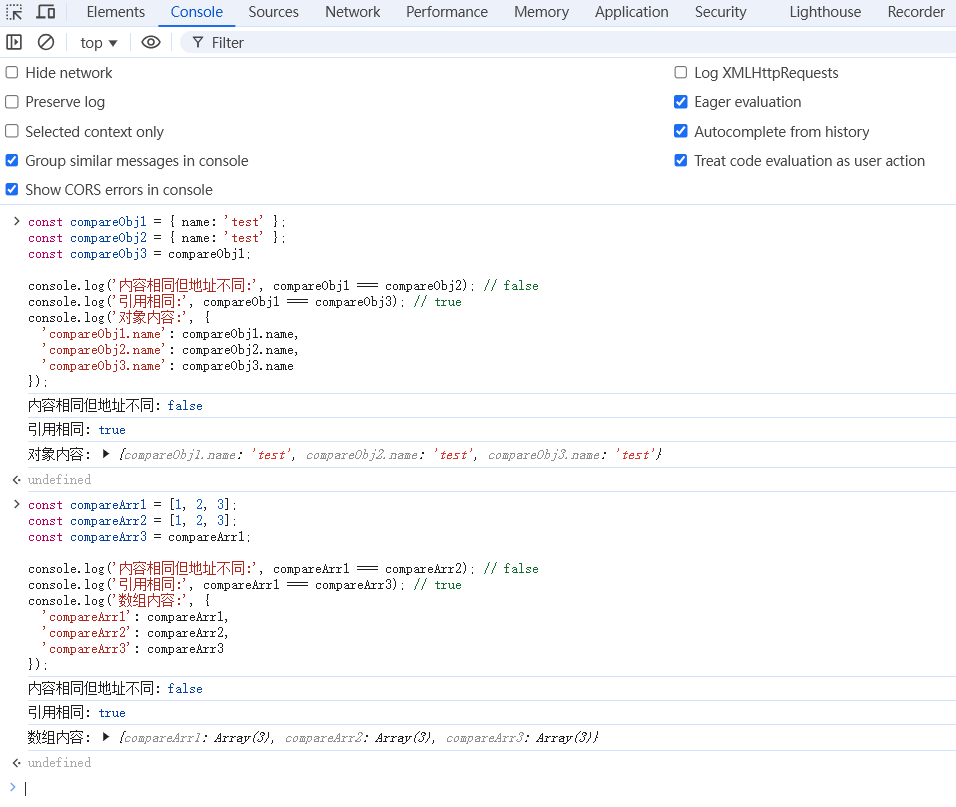 Elements Console Sources Network Performance Memory Application Security Lighthouse Recorder
top ▼ Filter
Hide network Log XMLHttpRequests
Preserve log Eager evaluation
Selected context only Autocomplete from history
Group similar messages in console Treat code evaluation as user action
Show CORS errors in console
> const compareObj1 = { name: 'test' };
const compareObj2 = { name: 'test' };
const compareObj3 = compareObj1;
console.log('内容相同但地址不同:', compareObj1 === compareObj2); // false
console.log('引用相同:', compareObj1 === compareObj3); // true
console.log('对象内容:', {
'compareObj1.name': compareObj1.name,
'compareObj2.name': compareObj2.name,
'compareObj3.name': compareObj3.name
});
内容相同但地址不同: false
引用相同: true
对象内容: ▶ {compareObj1.name: 'test', compareObj2.name: 'test', compareObj3.name: 'test'}
undefined
> const compareArr1 = [1, 2, 3];
const compareArr2 = [1, 2, 3];
const compareArr3 = compareArr1;
console.log('内容相同但地址不同:', compareArr1 === compareArr2); // false
console.log('引用相同:', compareArr1 === compareArr3); // true
console.log('数组内容:', {
'compareArr1': compareArr1,
'compareArr2': compareArr2,
'compareArr3': compareArr3
});
内容相同但地址不同: false
引用相同: true
数组内容: ▶ {compareArr1: Array(3), compareArr2: Array(3), compareArr3: Array(3)}
undefined
>